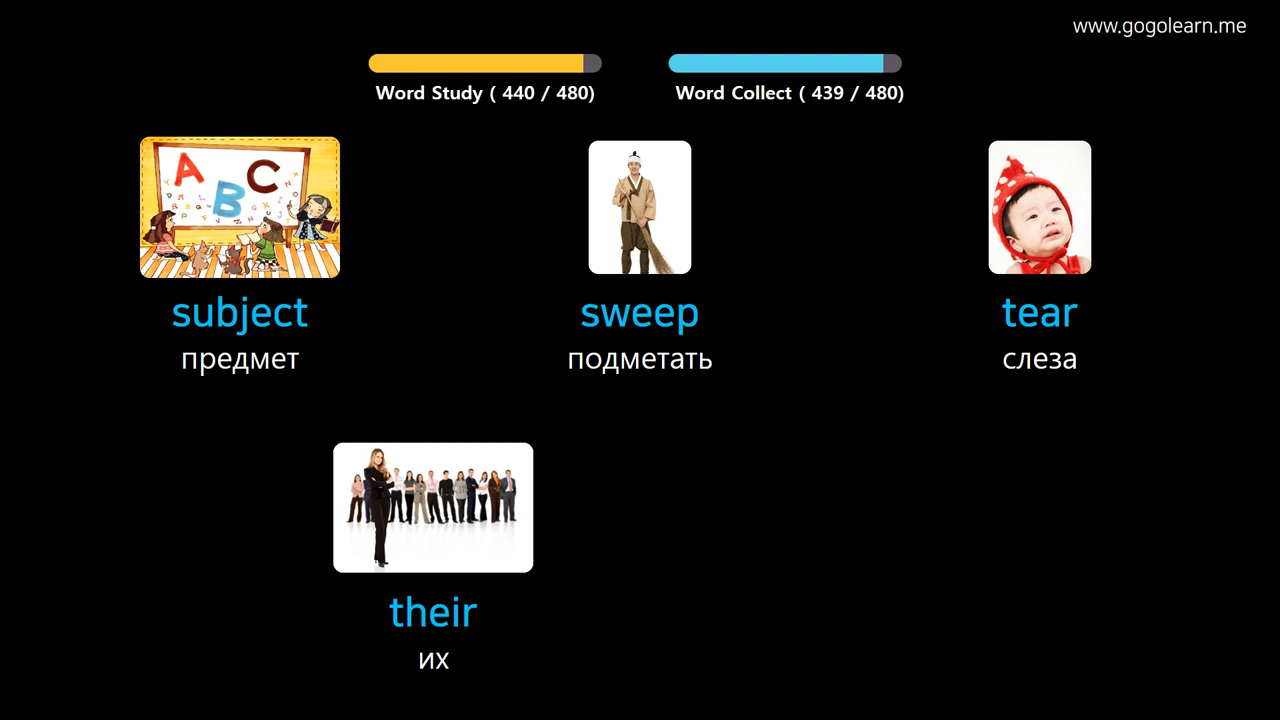 www.gogolearn.me
Word Study ( 440 / 480)
Word Collect ( 439 / 480)
A B C
subject
предмет
sweep
подметать
tear
слеза
their
их